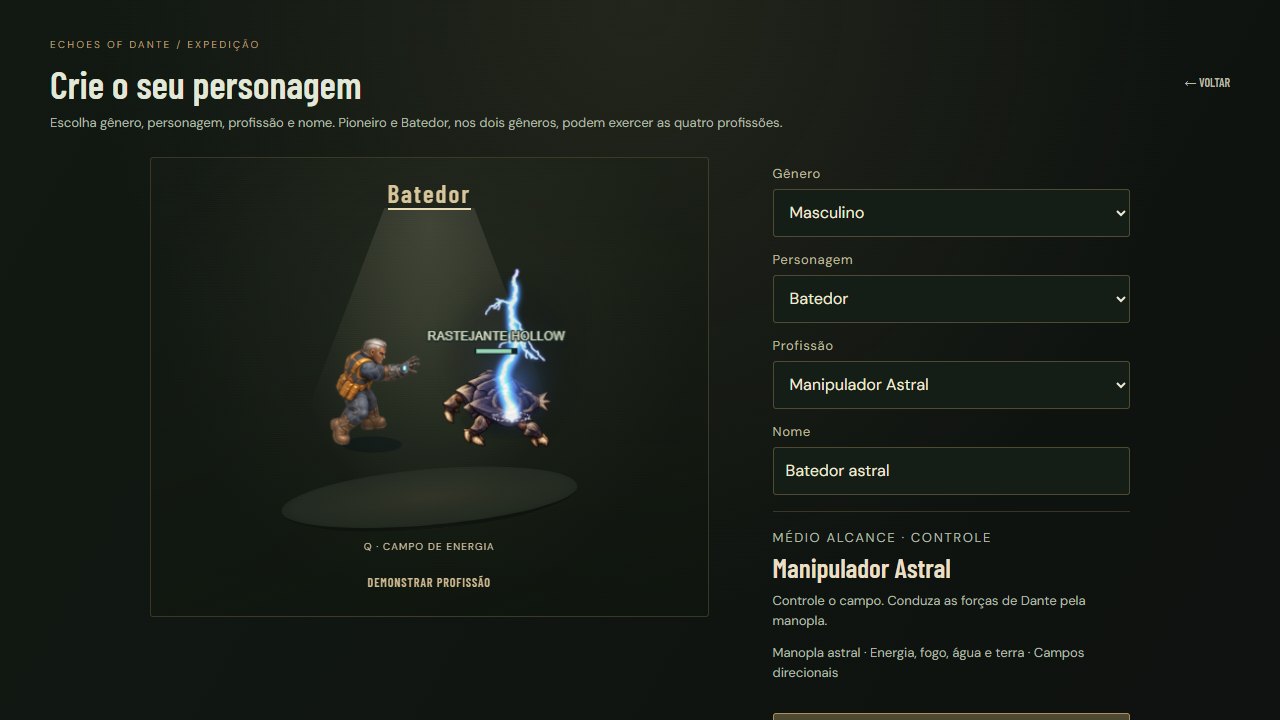 ECHOES OF DANTE / EXPEDIÇÃO
Crie o seu personagem
← VOLTAR
Escolha gênero, personagem, profissão e nome. Pioneiro e Batedor, nos dois gêneros, podem exercer as quatro profissões.
Batedor
RASTEJANTE HOLLOW
Q · CAMPO DE ENERGIA
DEMONSTRAR PROFISSÃO
Gênero
Masculino
Personagem
Batedor
Profissão
Manipulador Astral
Nome
Batedor astral
MÉDIO ALCANCE · CONTROLE
Manipulador Astral
Controle o campo. Conduza as forças de Dante pela
manopla.
Manopla astral · Energia, fogo, água e terra · Campos
direcionais